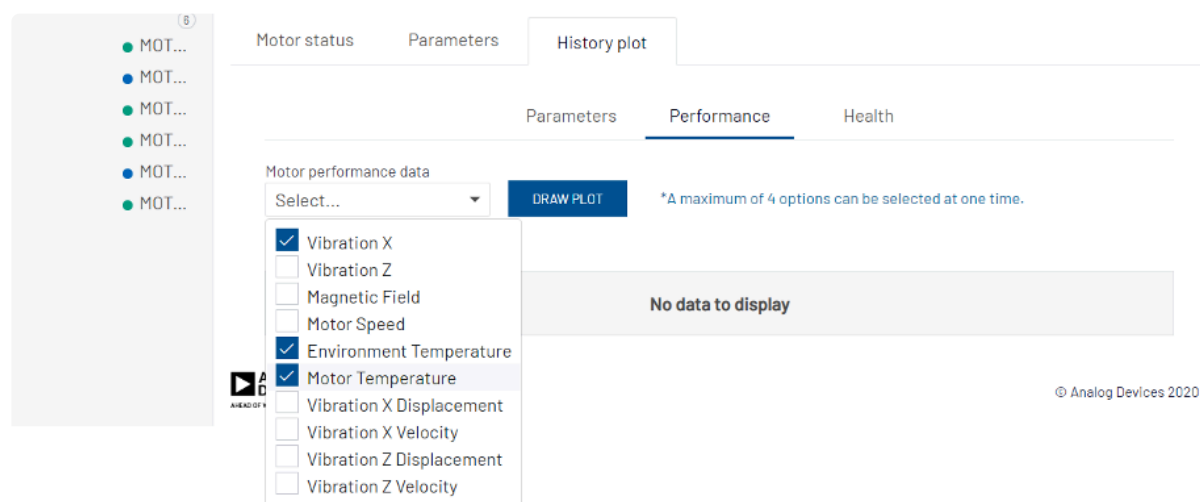 6
MOT...
MOT...
MOT...
MOT...
MOT...
MOT...
Motor status Parameters History plot
Parameters Performance Health
Motor performance data
Select... DRAW PLOT *A maximum of 4 options can be selected at one time.
Vibration X
Vibration Z
Magnetic Field
Motor Speed
Environment Temperature
Motor Temperature
Vibration X Displacement
Vibration X Velocity
Vibration Z Displacement
Vibration Z Velocity
No data to display
AHEAD OF
© Analog Devices 2020